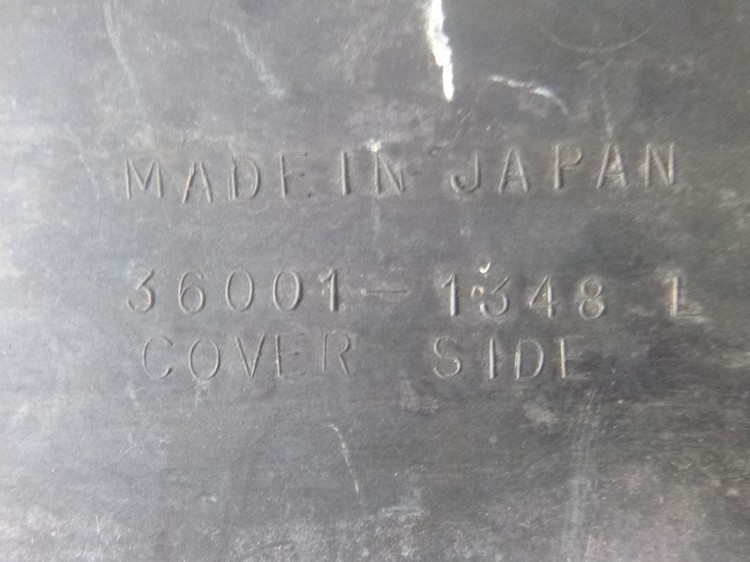 MADE IN JAPAN
36001-1348 L
COVER SIDE